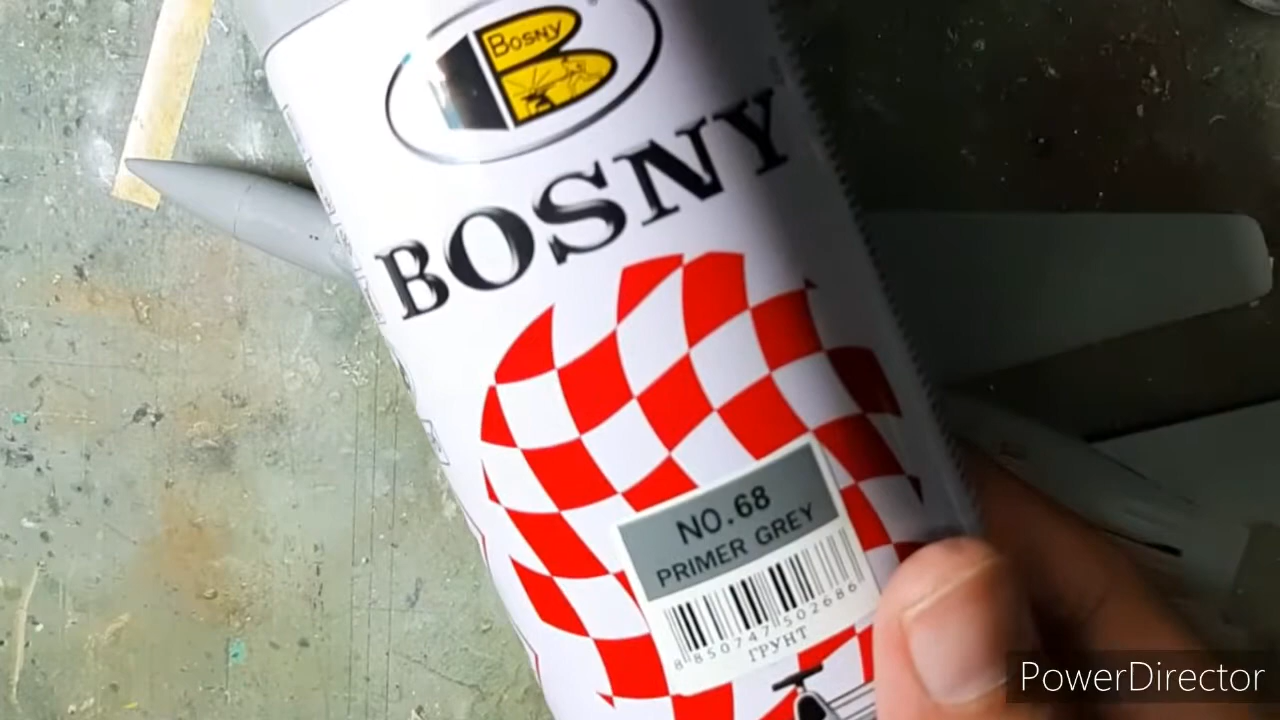 BOSNY
BOSNY
NO.68
PRIMER GREY
8 850747 502686
ГРУНТ
PowerDirector